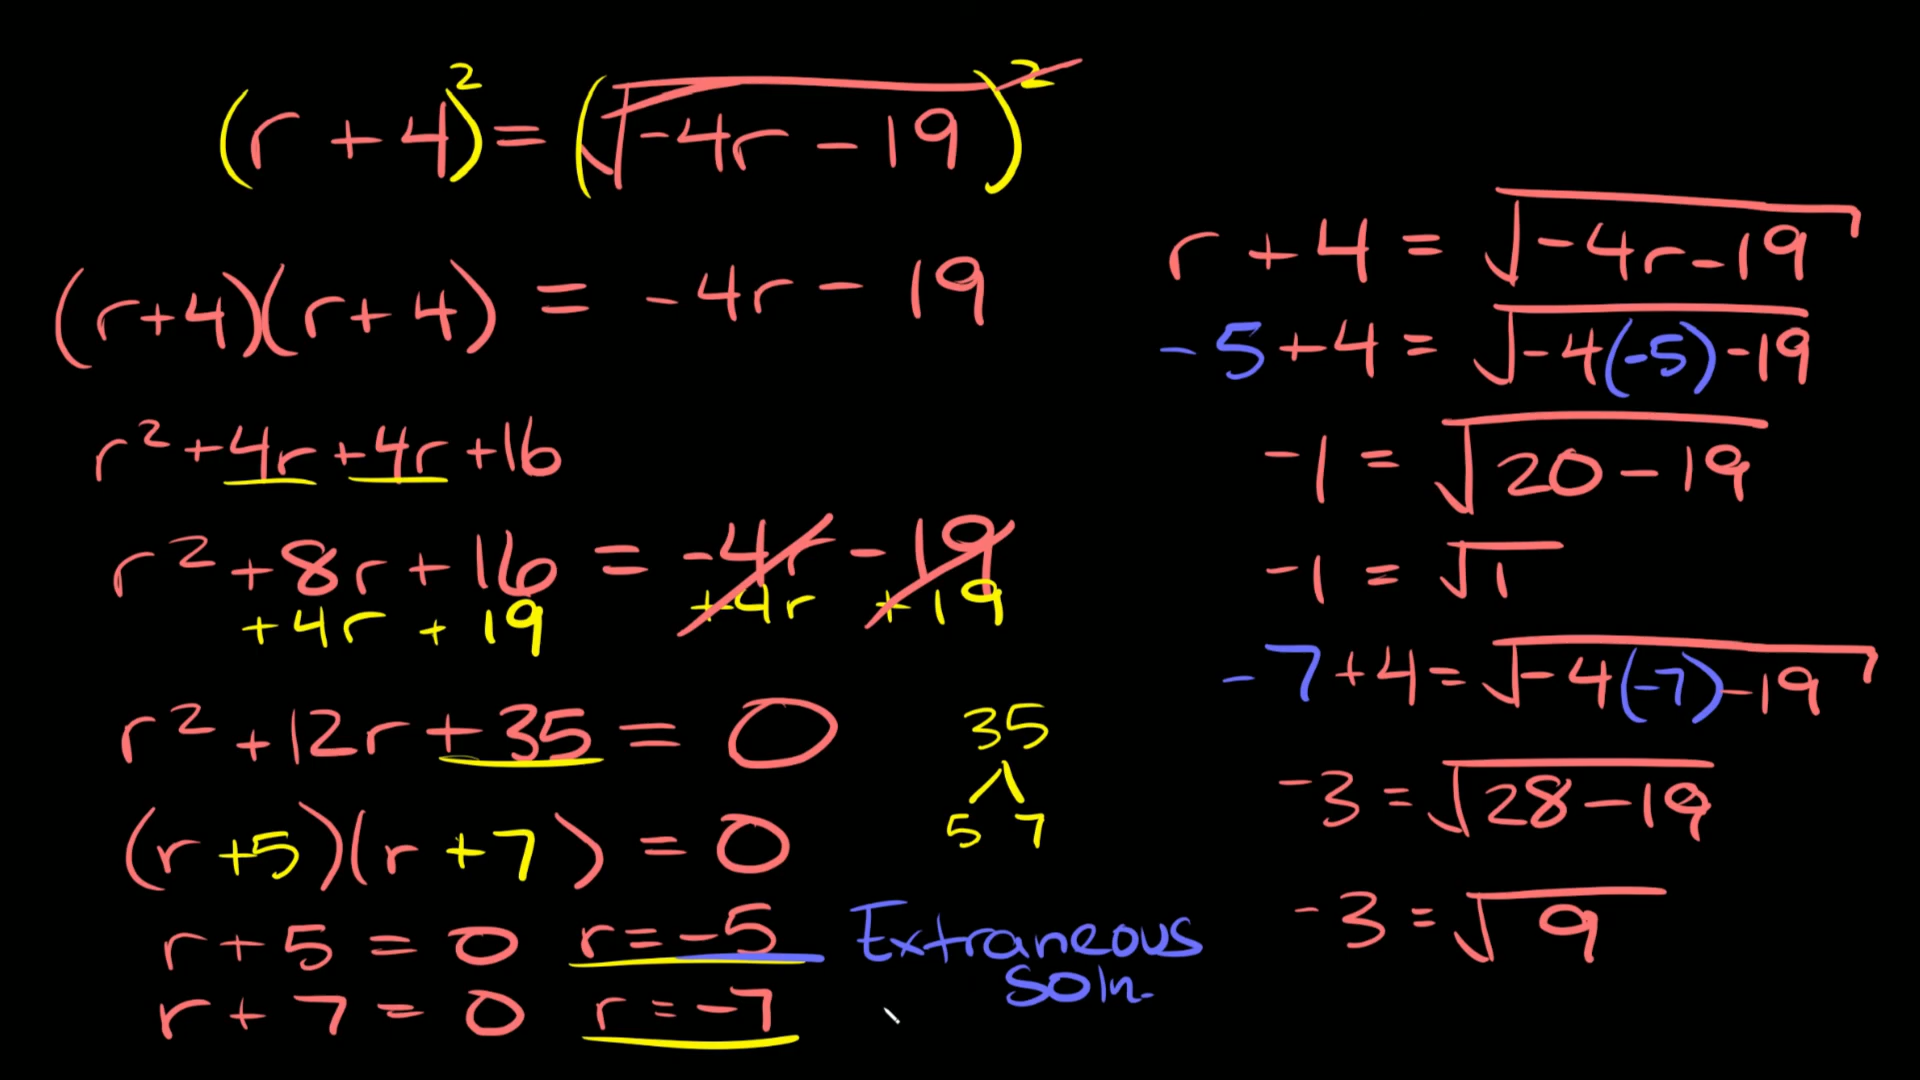 (r + 4)² = (√-4r - 19)²
(r+4)(r+4) = -4r - 19
r² +4r +4r +16
r² +8r + 16 = -4r - 19
+4r + 19 +4r +19
r² + 12r + 35 = 0
35
5 7
(r +5)(r +7) = 0
r + 5 = 0 r = -5
Extraneous
soln.
r + 7 = 0 r = -7
r + 4 = √-4r - 19
-5 + 4 = √-4(-5) - 19
-1 = √20 - 19
-1 = √1
-7 + 4 = √-4(-7) - 19
-3 = √28 - 19
-3 = √9